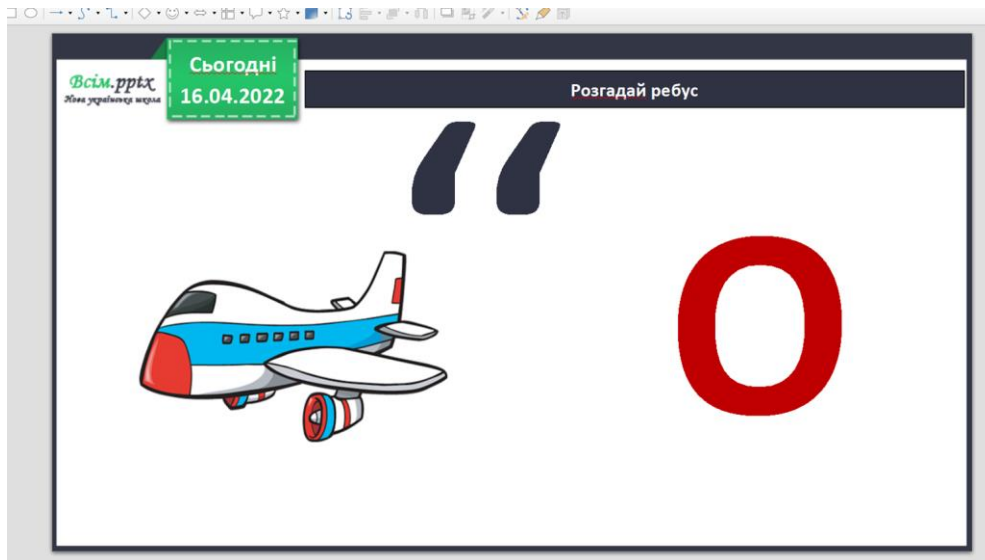 Всім.pptx
Нова українська школа
Сьогодні
16.04.2022
Розгадай ребус
“
О